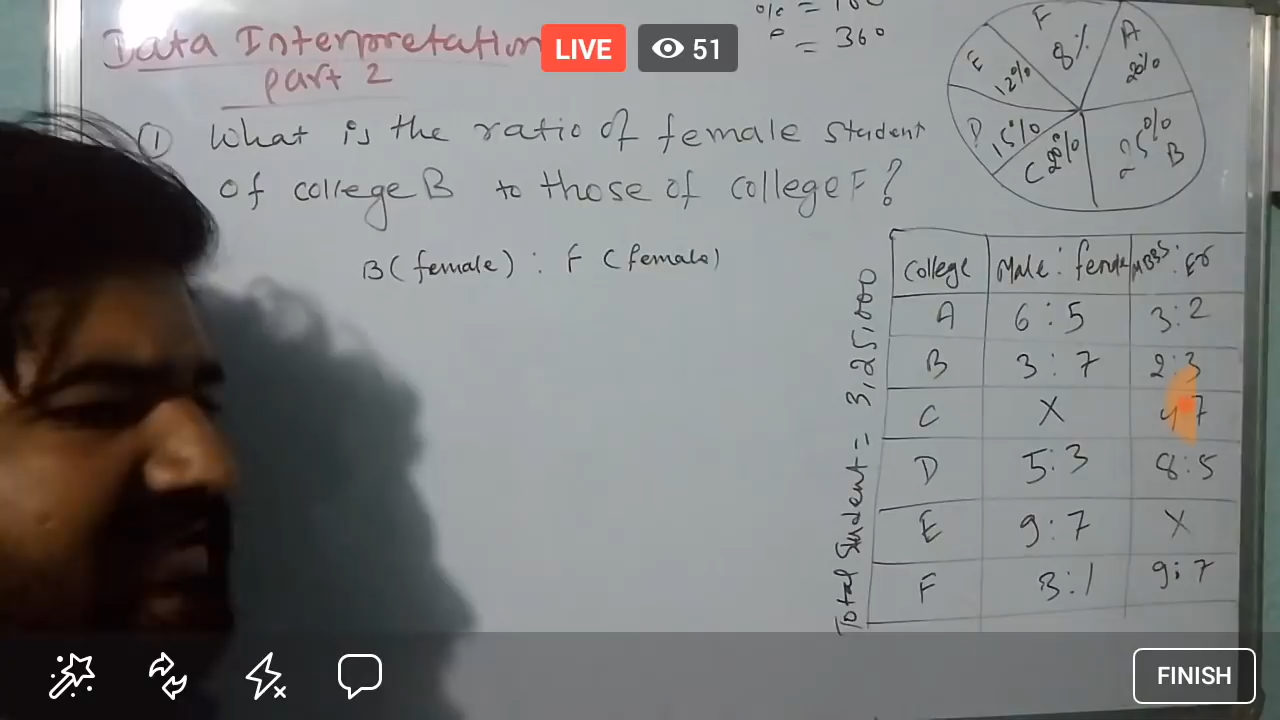 Data Interpretation
part 2
LIVE
51
% = 100
° = 360
① What is the ratio of female student
of college B to those of college F?
B(female) : F (female)
F
8%
A
20%
E
12%
D
15%
C 20%
25%
B
Total Student = 3,25,000
College Male : female MBBS : Er
A 6 : 5 3:2
B 3 : 7 2:3
C X 4 7
D 5:3 8:5
E 9:7 X
F 3:1 9:7
FINISH